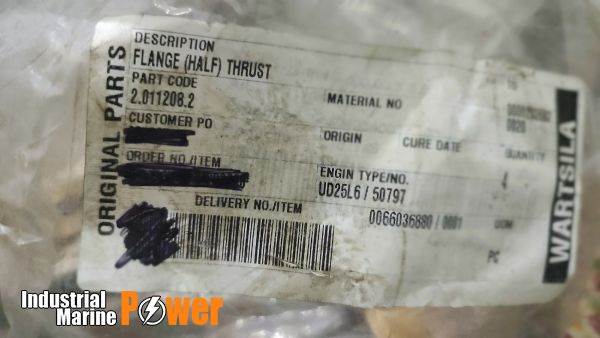 ORIGINAL PARTS
DESCRIPTION
FLANGE (HALF) THRUST
PART CODE
2.011208.2
MATERIAL NO
0020
CUSTOMER PO
ORIGIN
CURE DATE
QUANTITY
4
ORDER NO./ITEM
ENGIN TYPE/NO.
UD25L6 / 50797
DELIVERY NO./ITEM
0066036880 / 0001
UOM
PC
WARTSILA
Industrial
Marine
Power